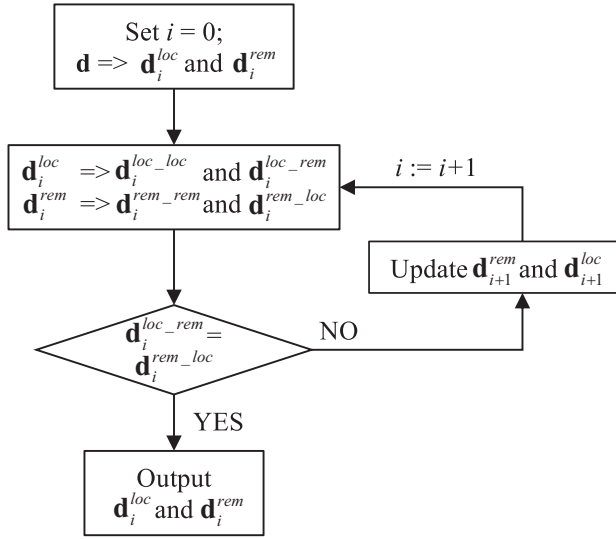 Set i = 0;
d => d_i^{loc} and d_i^{rem}
d_i^{loc} => d_i^{loc_loc} and d_i^{loc_rem}
d_i^{rem} => d_i^{rem_rem} and d_i^{rem_loc}
i := i+1
Update d_{i+1}^{rem} and d_{i+1}^{loc}
d_i^{loc_rem} =
d_i^{rem_loc}
NO
YES
Output
d_i^{loc} and d_i^{rem}